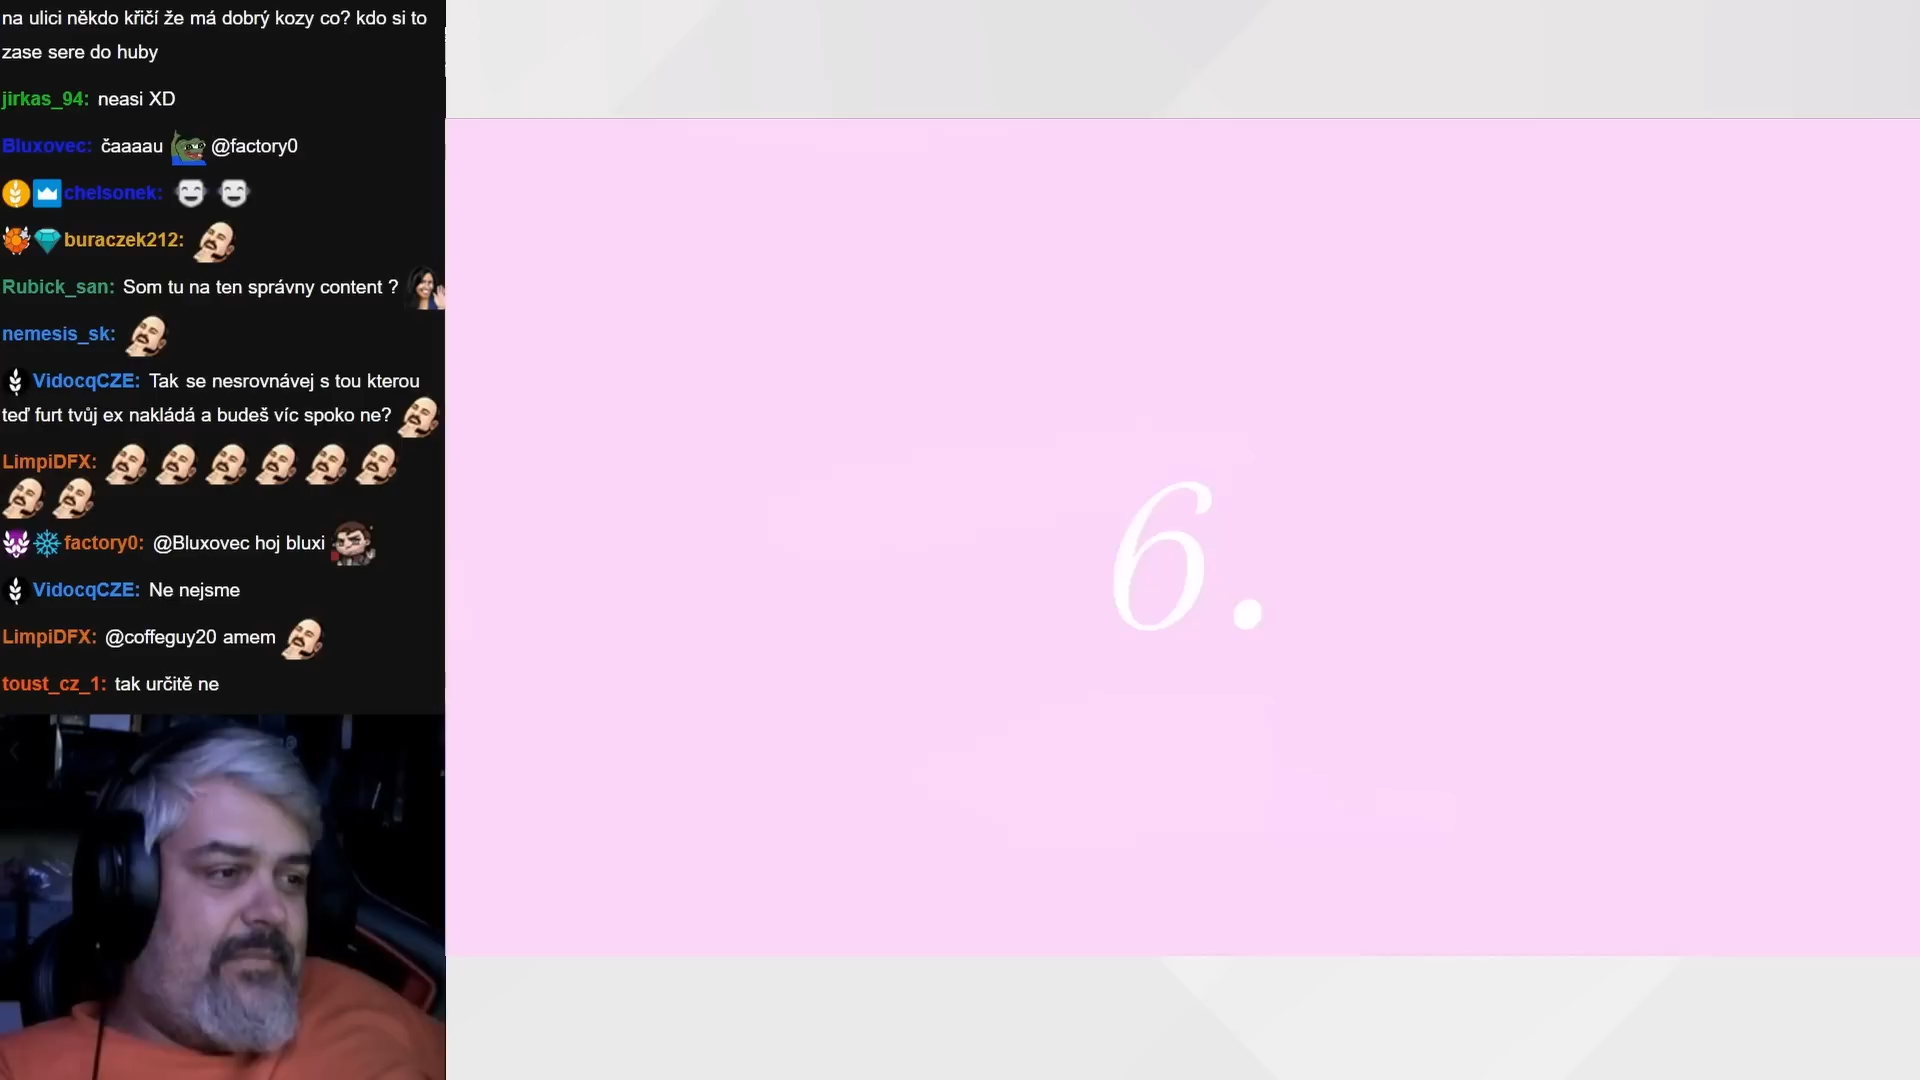 na ulici někdo křičí že má dobrý kozy co? kdo si to
zase sere do huby
jirkas_94: neasi XD
Bluxovec: čaaaau @factory0
chelsonek:
buraczek212:
Rubick_san: Som tu na ten správny content ?
nemesis_sk:
VidocqCZE: Tak se nesrovnávej s tou kterou
teď furt tvůj ex nakládá a budeš víc spoko ne?
LimpiDFX:
factory0: @Bluxovec hoj bluxi
VidocqCZE: Ne nejsme
LimpiDFX: @coffeguy20 amem
toust_cz_1: tak určitě ne
6.